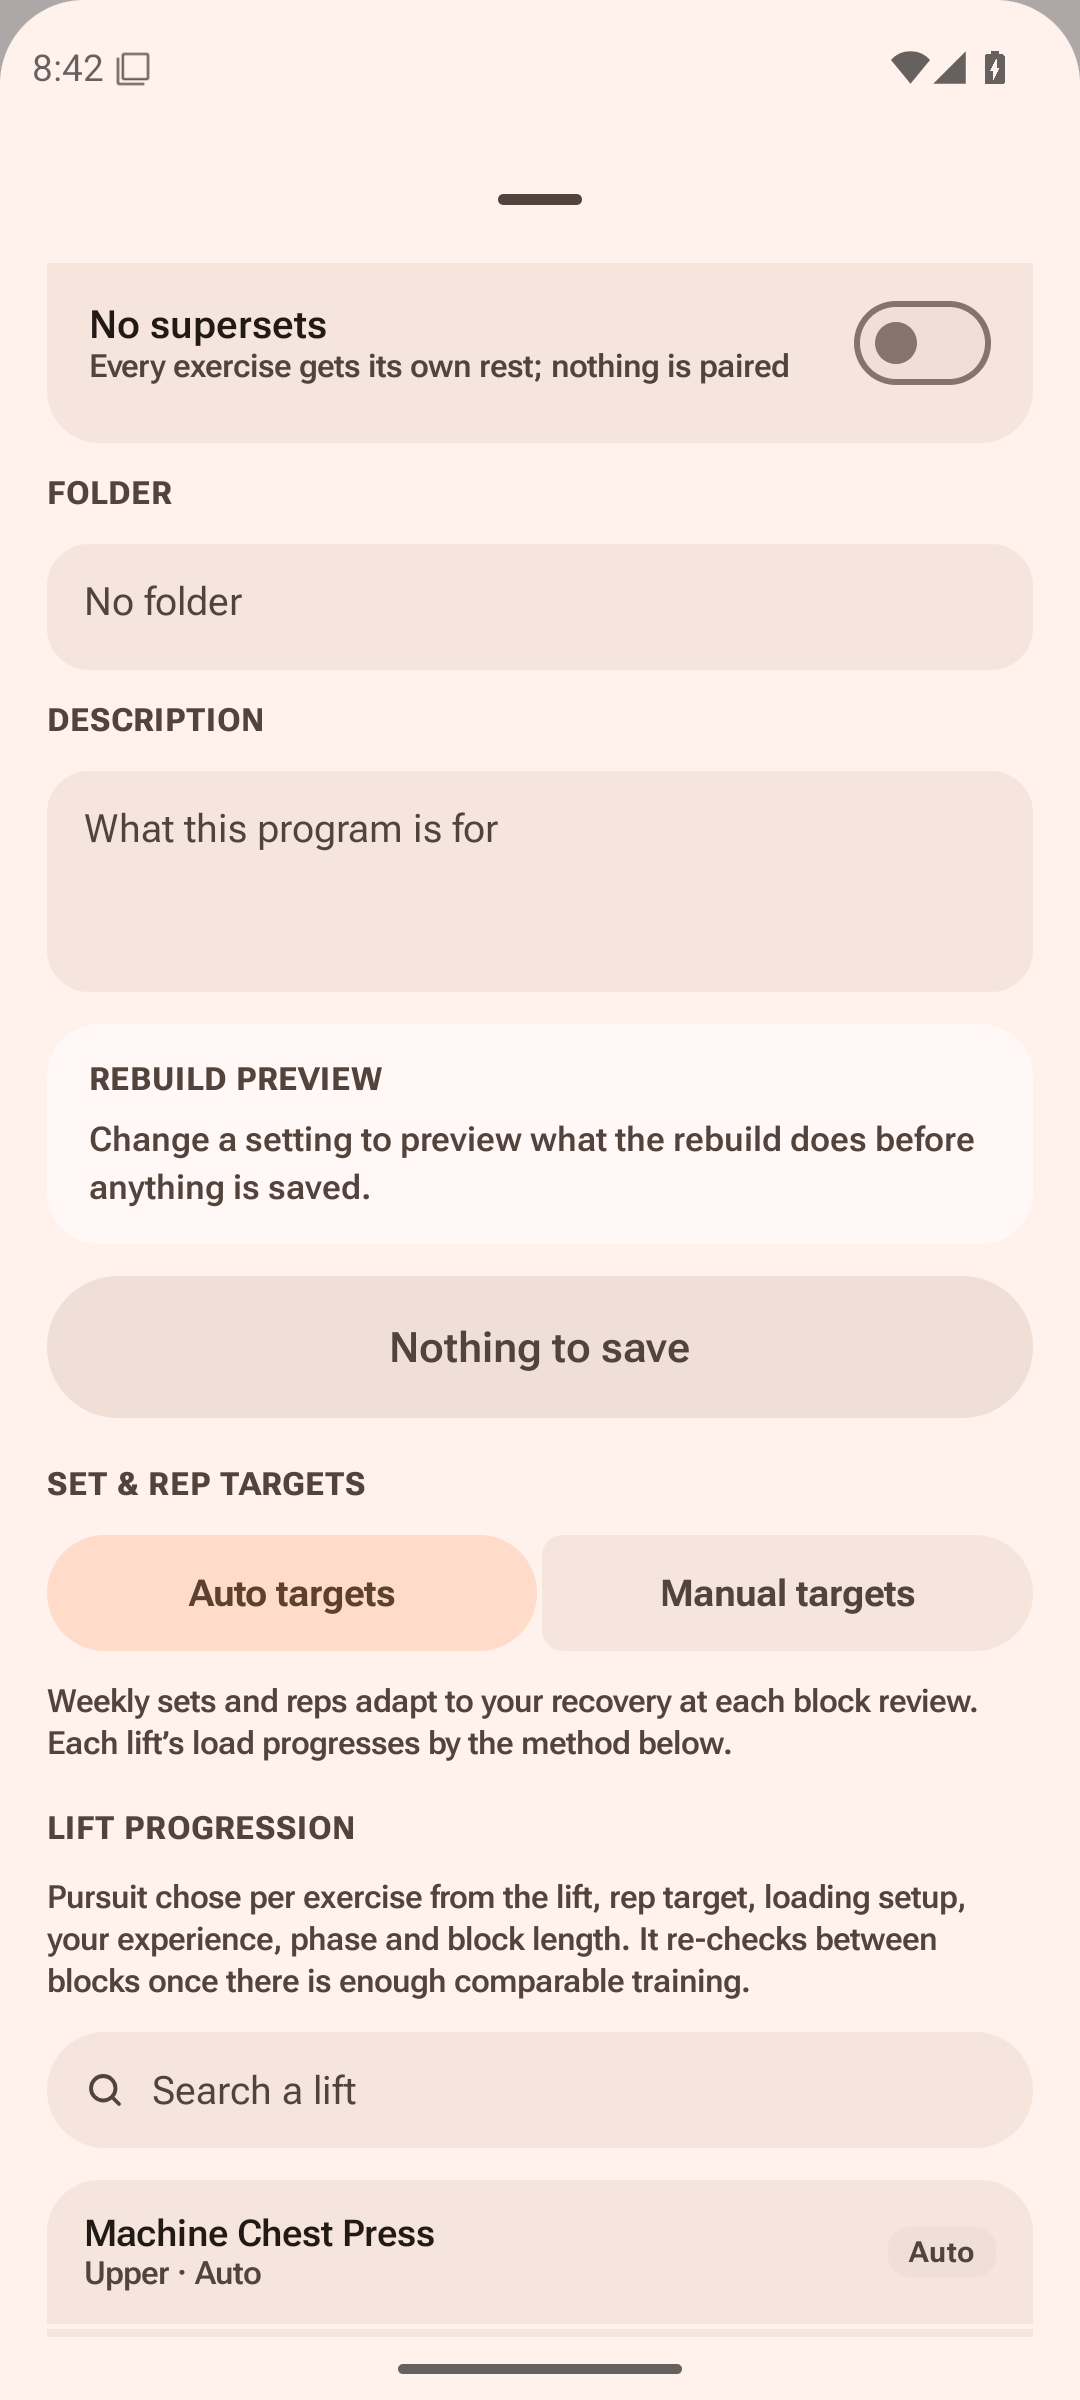 8:42
No supersets
Every exercise gets its own rest; nothing is paired
FOLDER
No folder
DESCRIPTION
What this program is for
REBUILD PREVIEW
Change a setting to preview what the rebuild does before
anything is saved.
Nothing to save
SET & REP TARGETS
Auto targets
Manual targets
Weekly sets and reps adapt to your recovery at each block review.
Each lift’s load progresses by the method below.
LIFT PROGRESSION
Pursuit chose per exercise from the lift, rep target, loading setup,
your experience, phase and block length. It re-checks between
blocks once there is enough comparable training.
Search a lift
Machine Chest Press
Upper · Auto
Auto